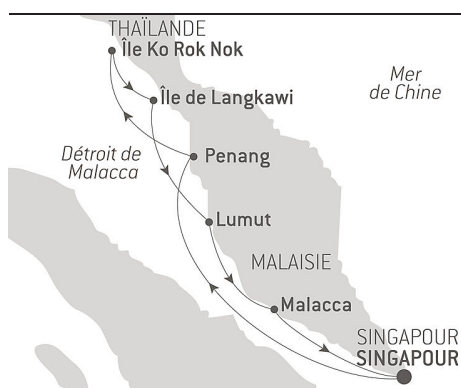 THAÏLANDE
Île Ko Rok Nok
Mer
de Chine
Île de Langkawi
Détroit de
Malacca
Penang
Lumut
MALAISIE
Malacca
SINGAPOUR
SINGAPOUR